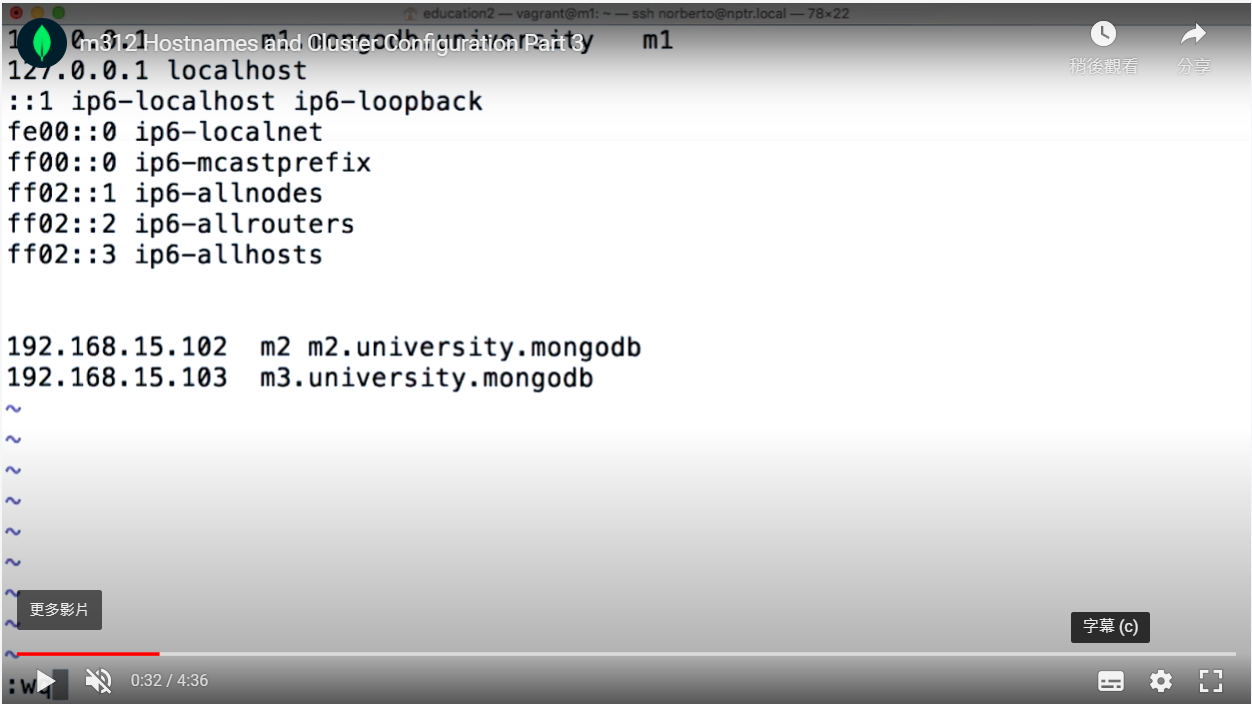 education2 — vagrant@m1: ~ — ssh norberto@nptr.local — 78×22
m312 Hostnames and Cluster Configuration Part 3
稍後觀看
分享
127.0.0.1 m1.mongodb.university m1
127.0.0.1 localhost
::1 ip6-localhost ip6-loopback
fe00::0 ip6-localnet
ff00::0 ip6-mcastprefix
ff02::1 ip6-allnodes
ff02::2 ip6-allrouters
ff02::3 ip6-allhosts
192.168.15.102 m2 m2.university.mongodb
192.168.15.103 m3.university.mongodb
~
~
~
~
~
~
~
~
~
更多影片
字幕 (c)
:wq
0:32 / 4:36